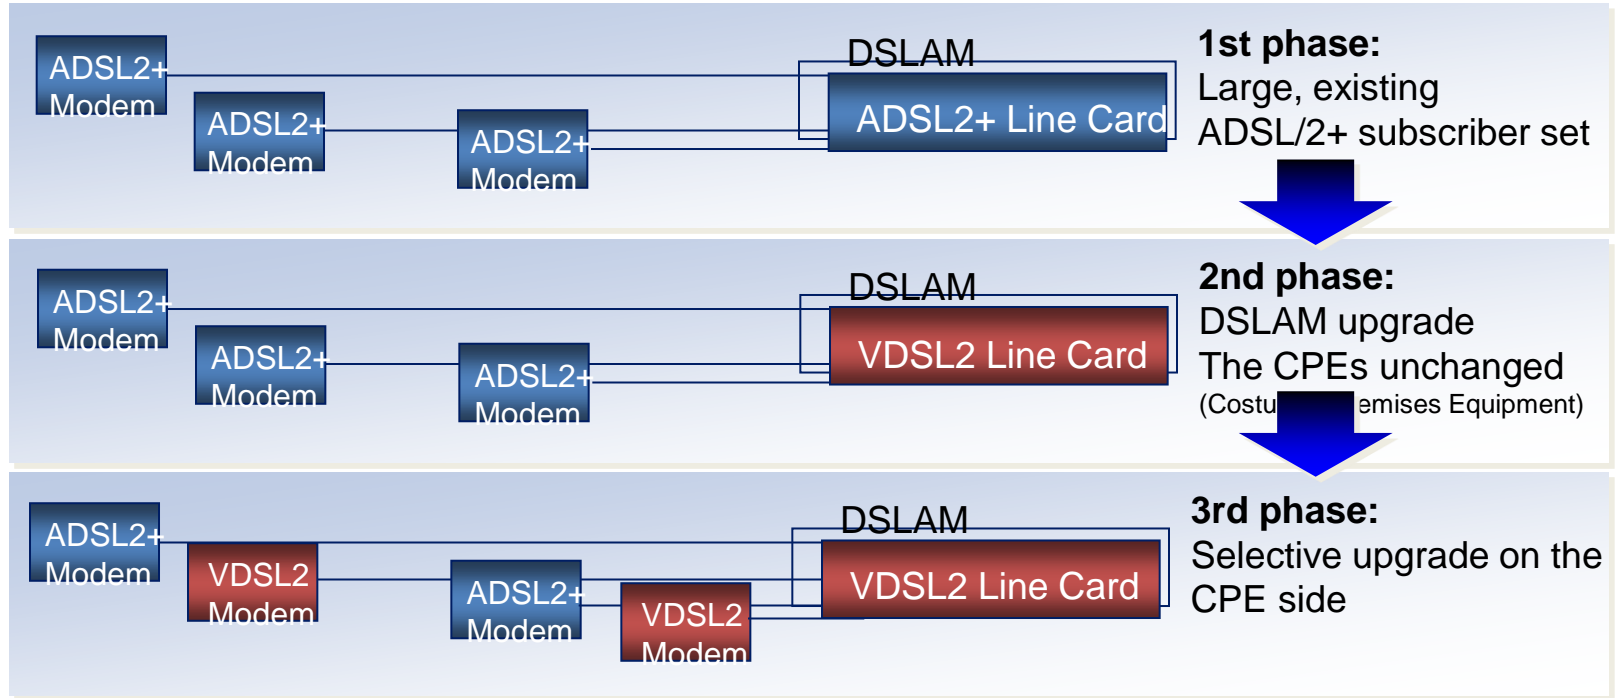 ADSL2+
Modem
ADSL2+
Modem
ADSL2+
Modem
DSLAM
ADSL2+ Line Card
1st phase:
Large, existing
ADSL/2+ subscriber set
ADSL2+
Modem
ADSL2+
Modem
ADSL2+
Modem
DSLAM
VDSL2 Line Card
2nd phase:
DSLAM upgrade
The CPEs unchanged
Equipment)
ADSL2+
Modem
VDSL2
Modem
ADSL2+
Modem
VDSL2
Modem
DSLAM
VDSL2 Line Card
3rd phase:
Selective upgrade on the
CPE side